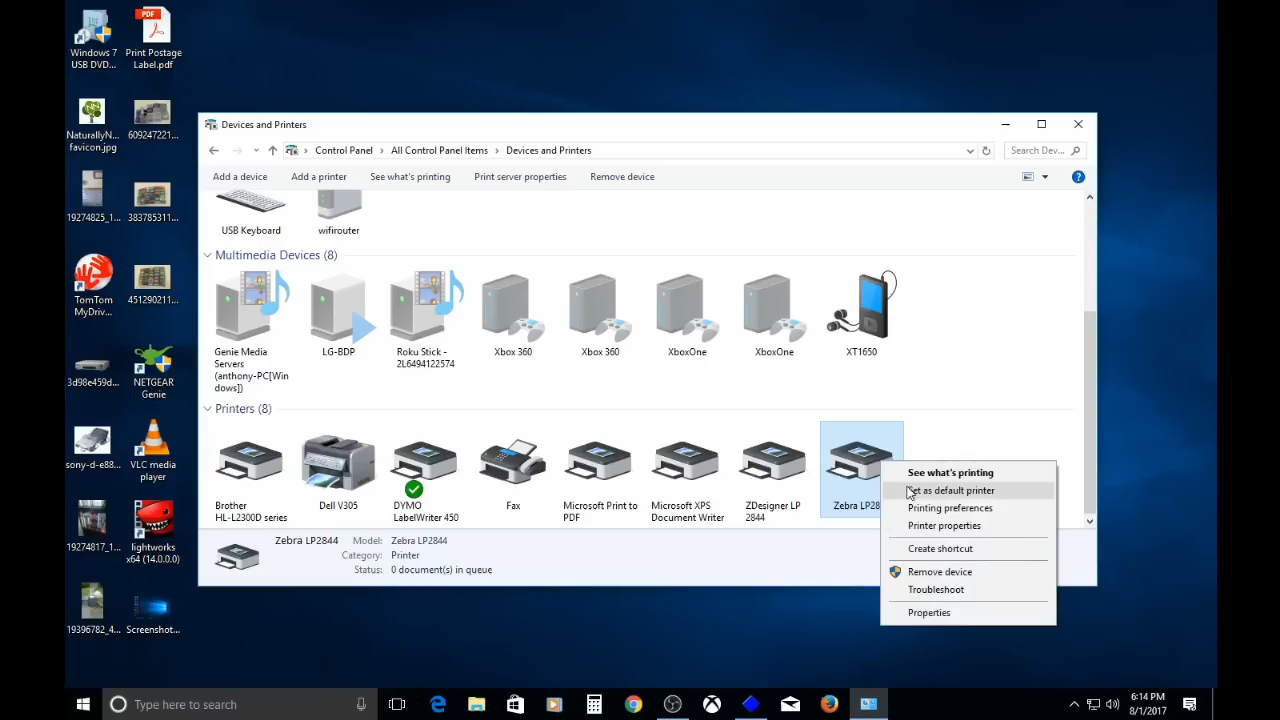 Windows 7
USB DVD...
PDF
Print Postage
Label.pdf
NaturallyN...
favicon.jpg
609247221...
19274825_1...
383785311...
TomTom
MyDriv...
451290211...
3d98e459d...
NETGEAR
Genie
sony-d-e88...
VLC media
player
19274817_1...
lightworks
x64 (14.0.0.0)
19396782_4...
Screenshot...
Devices and Printers
Control Panel > All Control Panel Items > Devices and Printers
Search Dev...
Add a device Add a printer See what's printing Print server properties Remove device
USB Keyboard
wifirouter
Multimedia Devices (8)
Genie Media
Servers
(anthony-PC[Win
dows])
LG-BDP
Roku Stick -
2L6494122574
Xbox 360
Xbox 360
XboxOne
XboxOne
XT1650
Printers (8)
Brother
HL-L2300D series
Dell V305
DYMO
LabelWriter 450
Fax
Microsoft Print to
PDF
Microsoft XPS
Document Writer
ZDesigner LP
2844
Zebra LP28
See what's printing
Set as default printer
Printing preferences
Printer properties
Create shortcut
Remove device
Troubleshoot
Properties
Zebra LP2844 Model: Zebra LP2844
Category: Printer
Status: 0 document(s) in queue
Type here to search
6:14 PM
8/1/2017